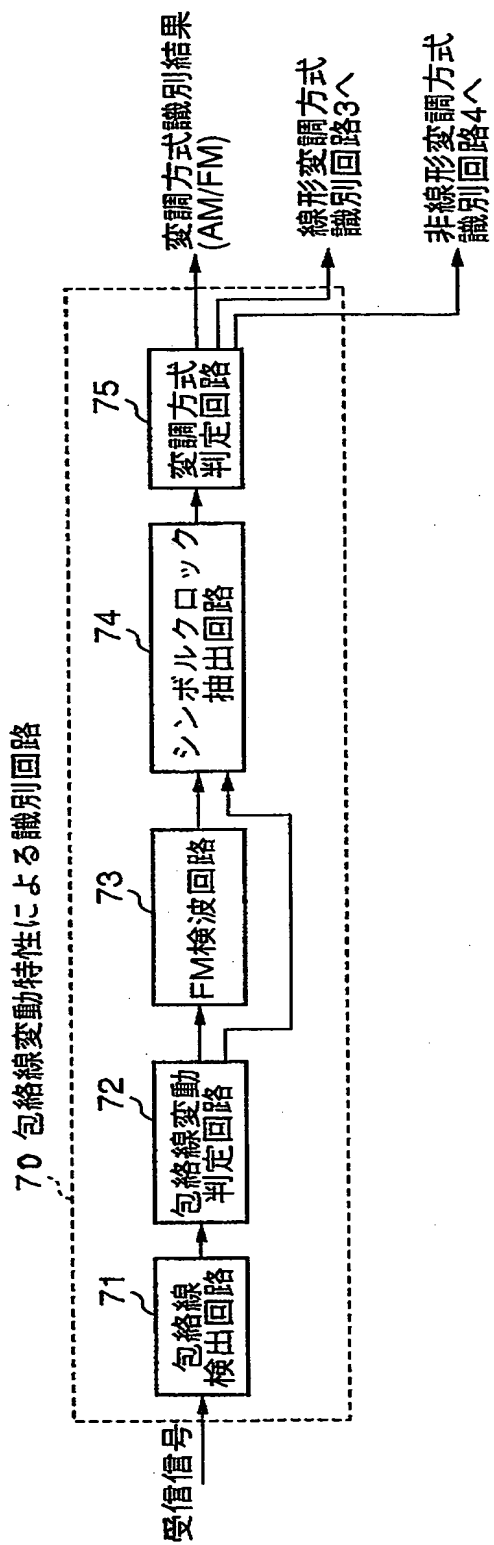 70 包絡線変動特性による識別回路
受信信号
71
包絡線
検出回路
72
包絡線変動
判定回路
73
FM検波回路
74
シンボルクロック
抽出回路
75
変調方式
判定回路
変調方式識別結果
(AM/FM)
線形変調方式
識別回路3へ
非線形変調方式
識別回路4へ